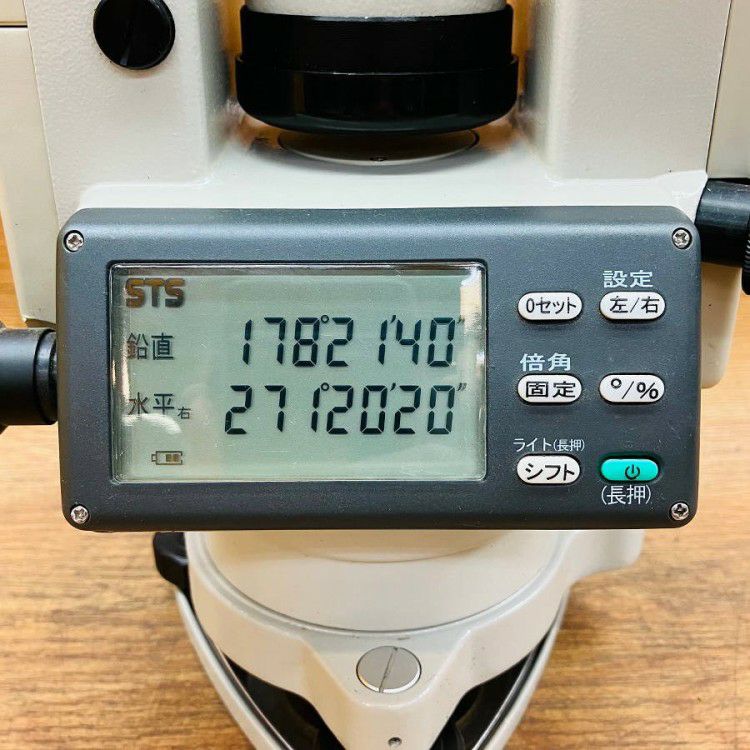 STS
鉛直 178°21'40"
水平右 271°20'20"
設定
0セット 左/右
倍角
固定 °/%
ライト(長押)
シフト
(長押)